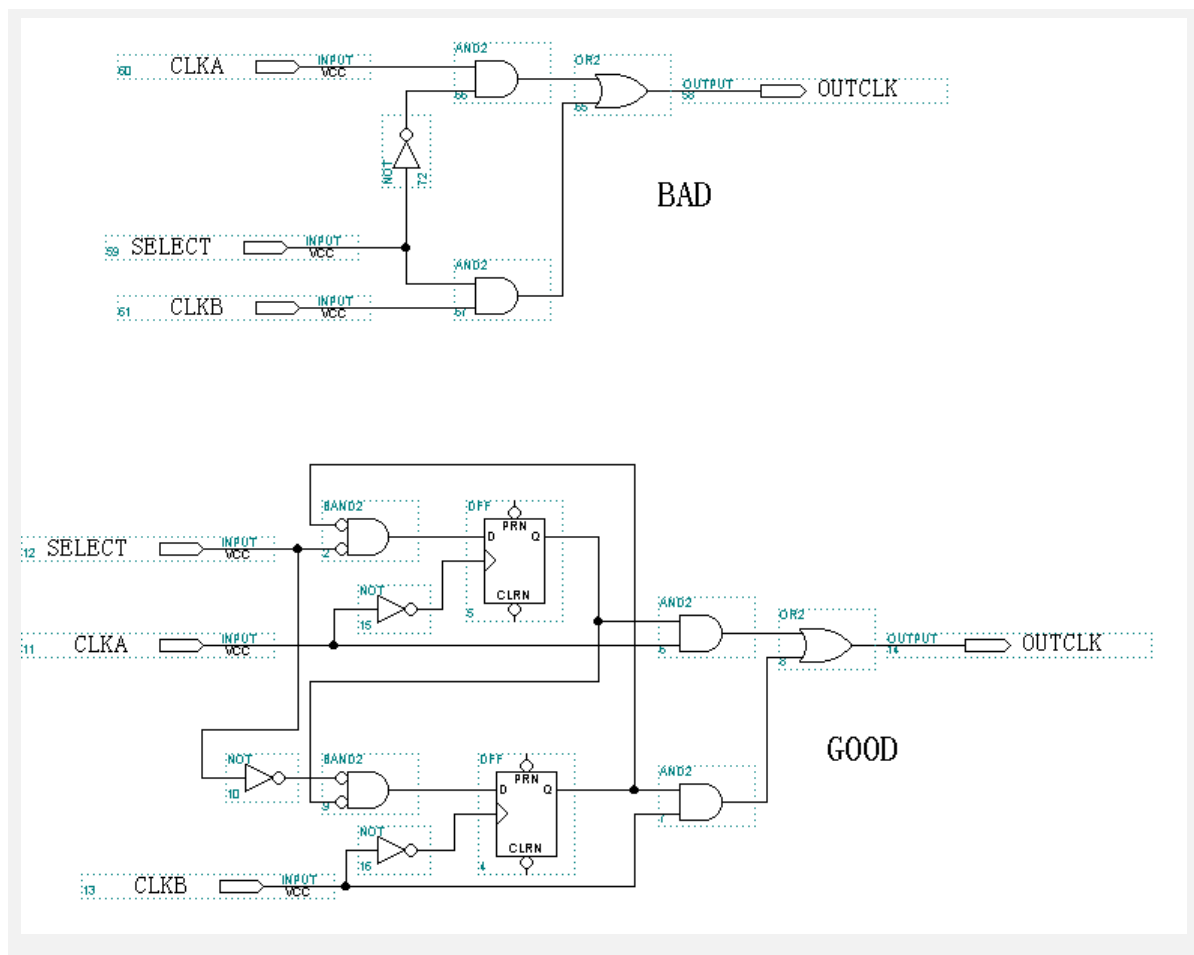 AND2
INPUT
60 CLKA VCC
OR2
OUTPUT
OUTCLK
66
58
65
NOT
72
BAD
INPUT
59 SELECT VCC
AND2
INPUT
61 CLKB VCC
67
BAND2
DFF
PRN
D Q
INPUT
12 SELECT VCC
2
NOT
CLRN
15
5
AND2
OR2
INPUT
11 CLKA VCC
6
8
OUTPUT
14
OUTCLK
GOOD
NOT
BAND2
DFF
PRN
AND2
10
9
D Q
7
NOT
CLRN
16
4
INPUT
13 CLKB VCC